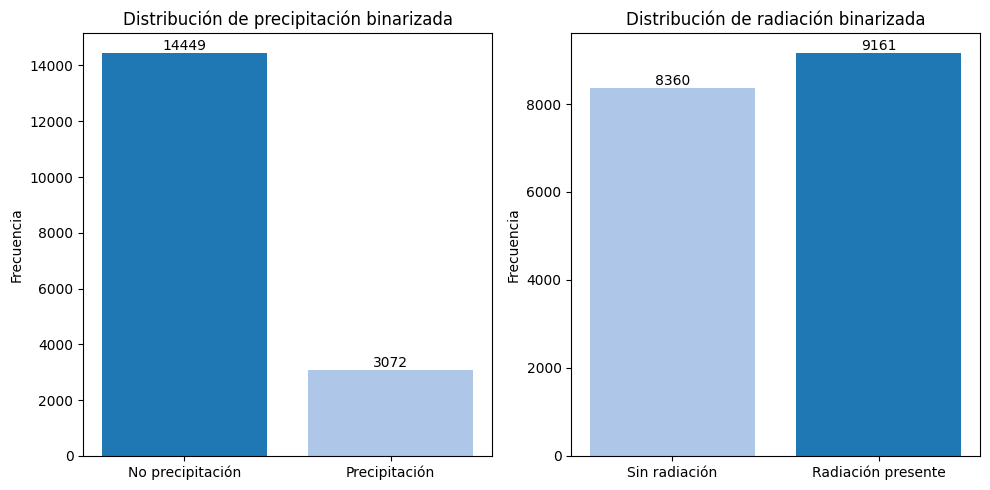 Distribución de precipitación binarizada
14449
3072
14000
12000
10000
8000
6000
4000
2000
0
Frecuencia
No precipitación
Precipitación
Distribución de radiación binarizada
8360
9161
8000
6000
4000
2000
0
Frecuencia
Sin radiación
Radiación presente